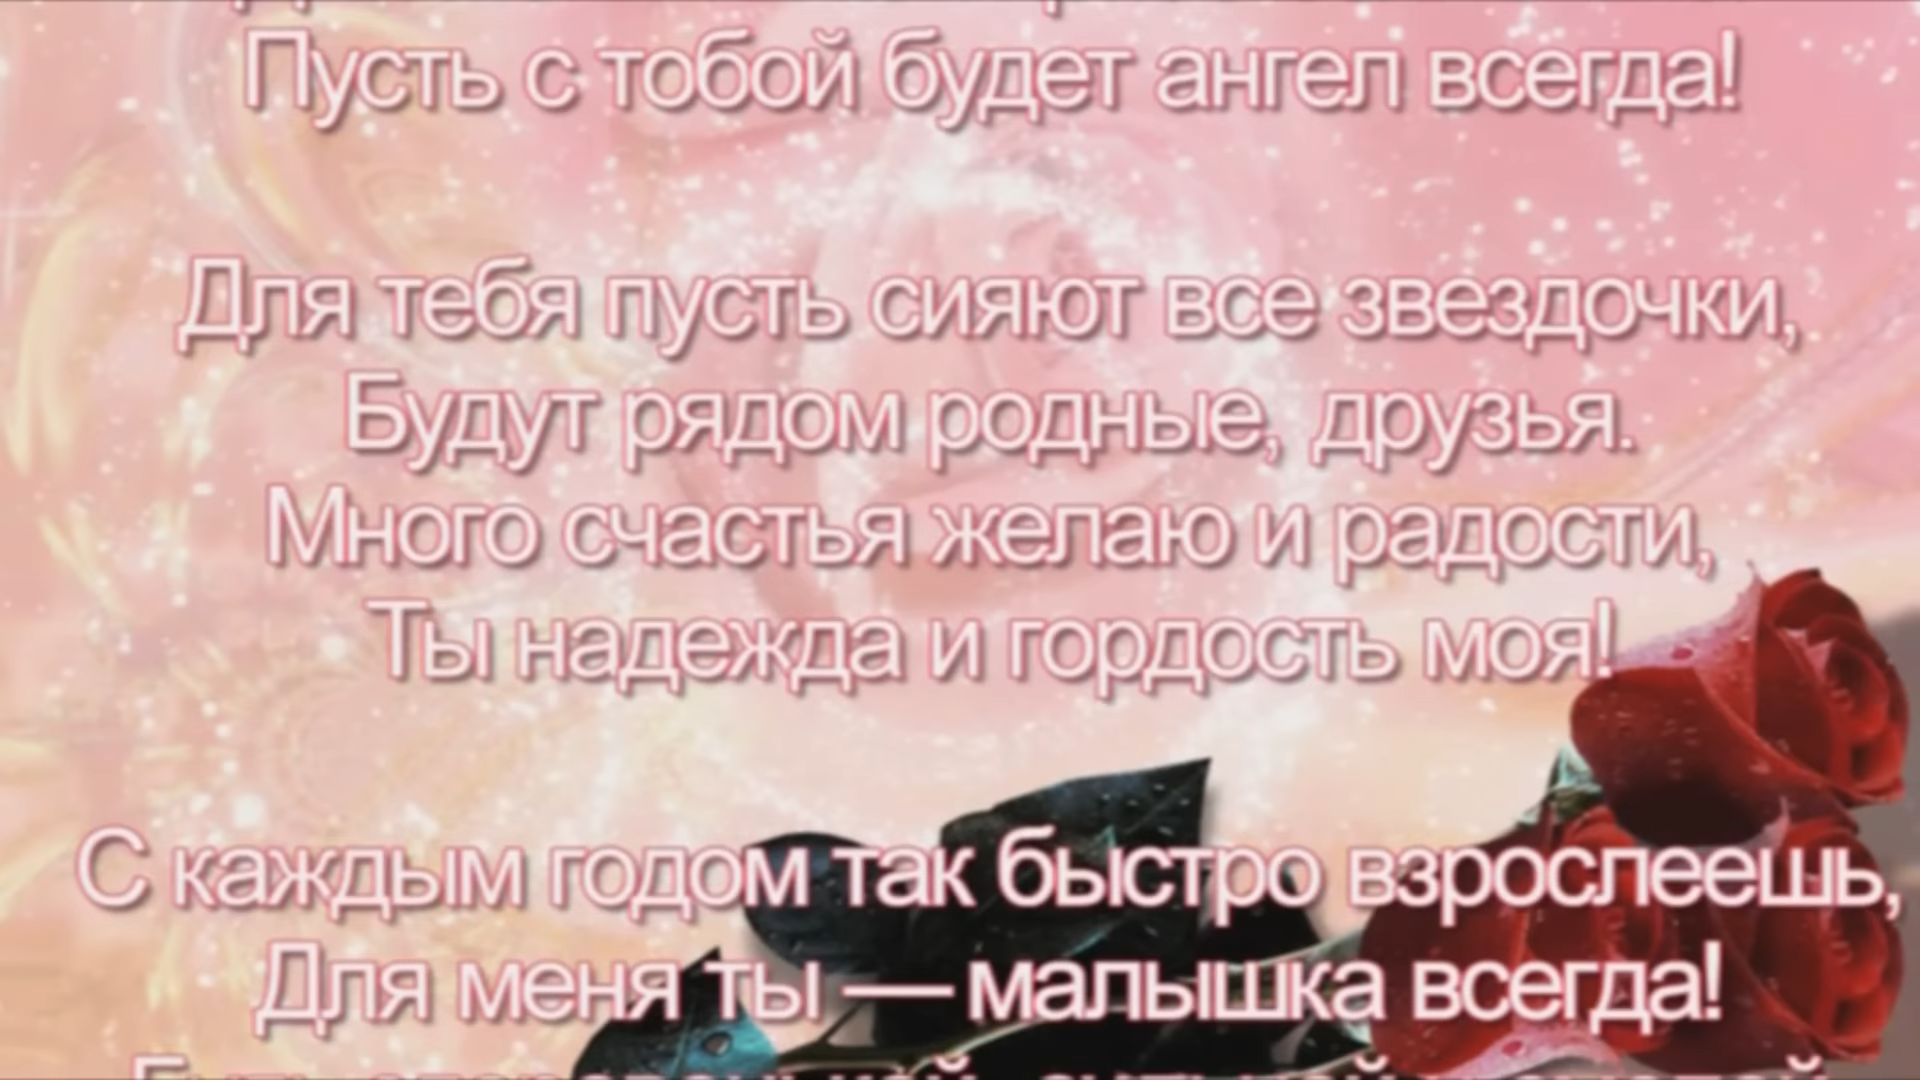 Пусть с тобой будет ангел всегда!
Для тебя пусть сияют все звездочки,
Будут рядом родные, друзья.
Много счастья желаю и радости,
Ты надежда и гордость моя!
С каждым годом так быстро взрослеешь,
Для меня ты — малышка всегда!